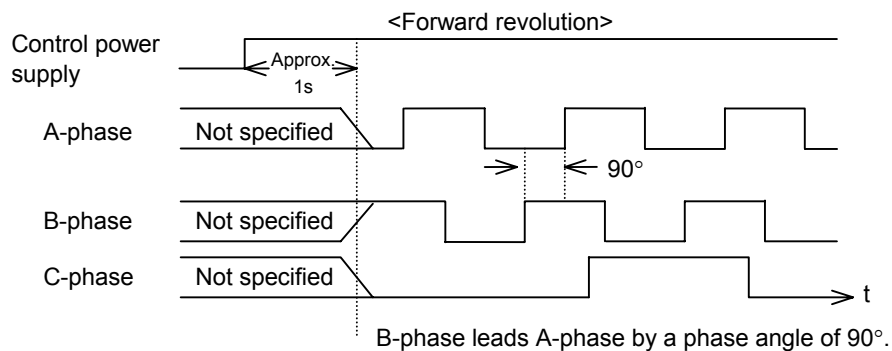 <Forward revolution>
Control power
supply
Approx.
1s
A-phase
Not specified
90°
B-phase
Not specified
C-phase
Not specified
t
B-phase leads A-phase by a phase angle of 90°.